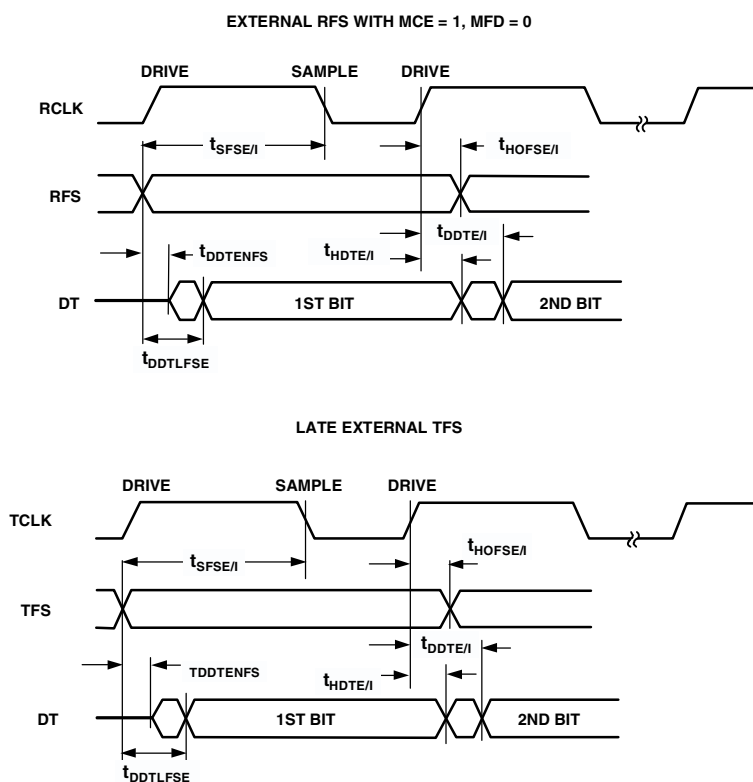 EXTERNAL RFS WITH MCE = 1, MFD = 0
DRIVE SAMPLE DRIVE
RCLK
tSFSE/I tHOFSE/I
RFS
tDDTE/I
tDDTENFS tHDTE/I
DT 1ST BIT 2ND BIT
tDDTLFSE
LATE EXTERNAL TFS
DRIVE SAMPLE DRIVE
TCLK
tHOFSE/I
tSFSE/I
TFS
tDDTE/I
TDDTENFS tHDTE/I
DT 1ST BIT 2ND BIT
tDDTLFSE